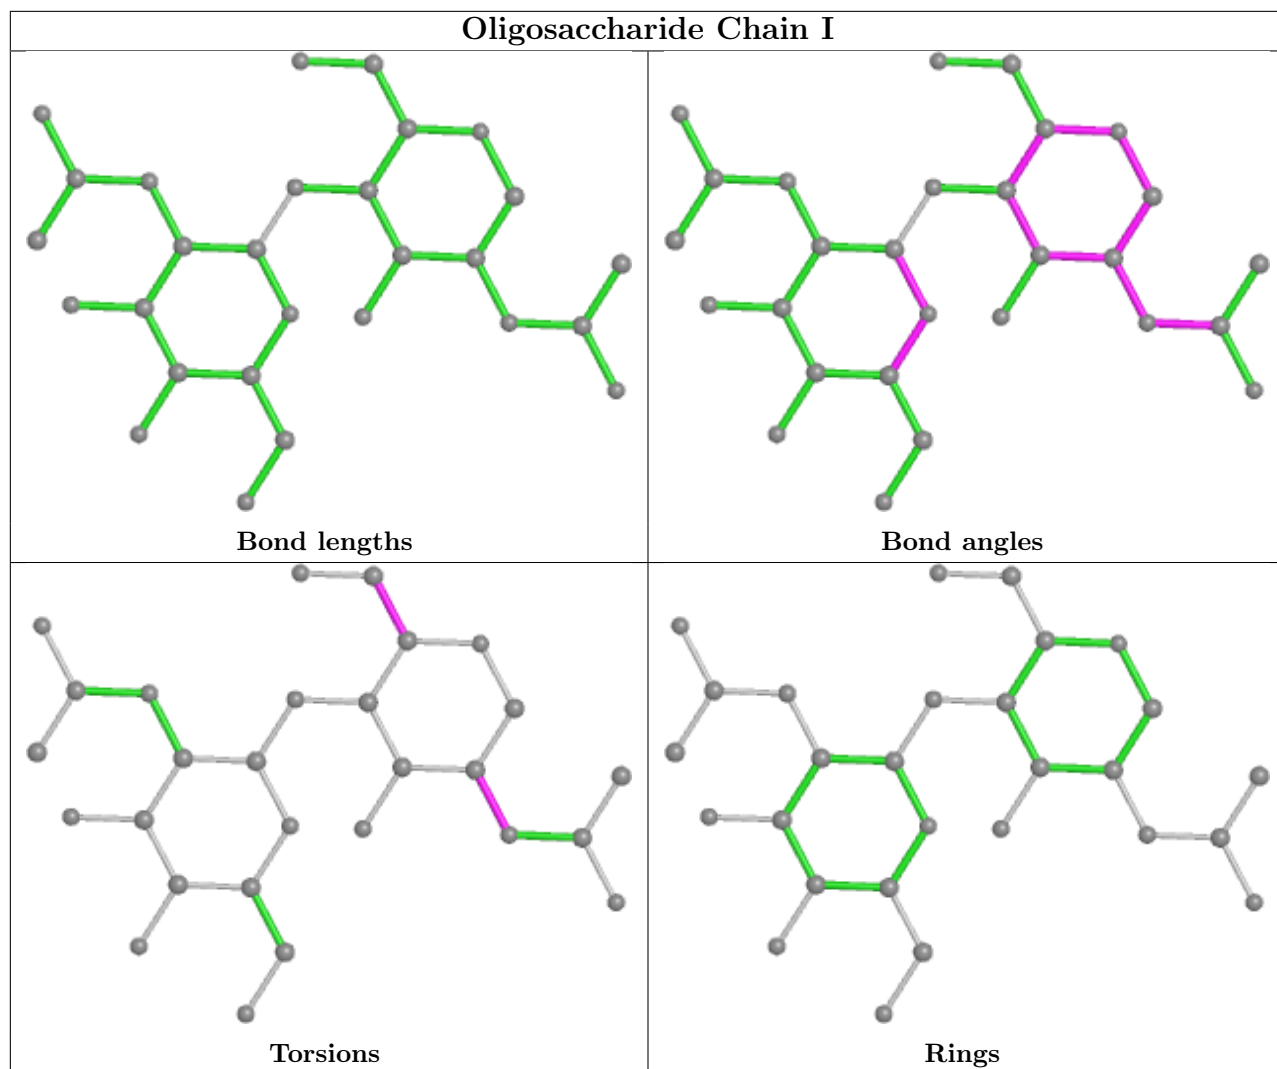 Oligosaccharide Chain I
Bond lengths
Bond angles
Torsions
Rings